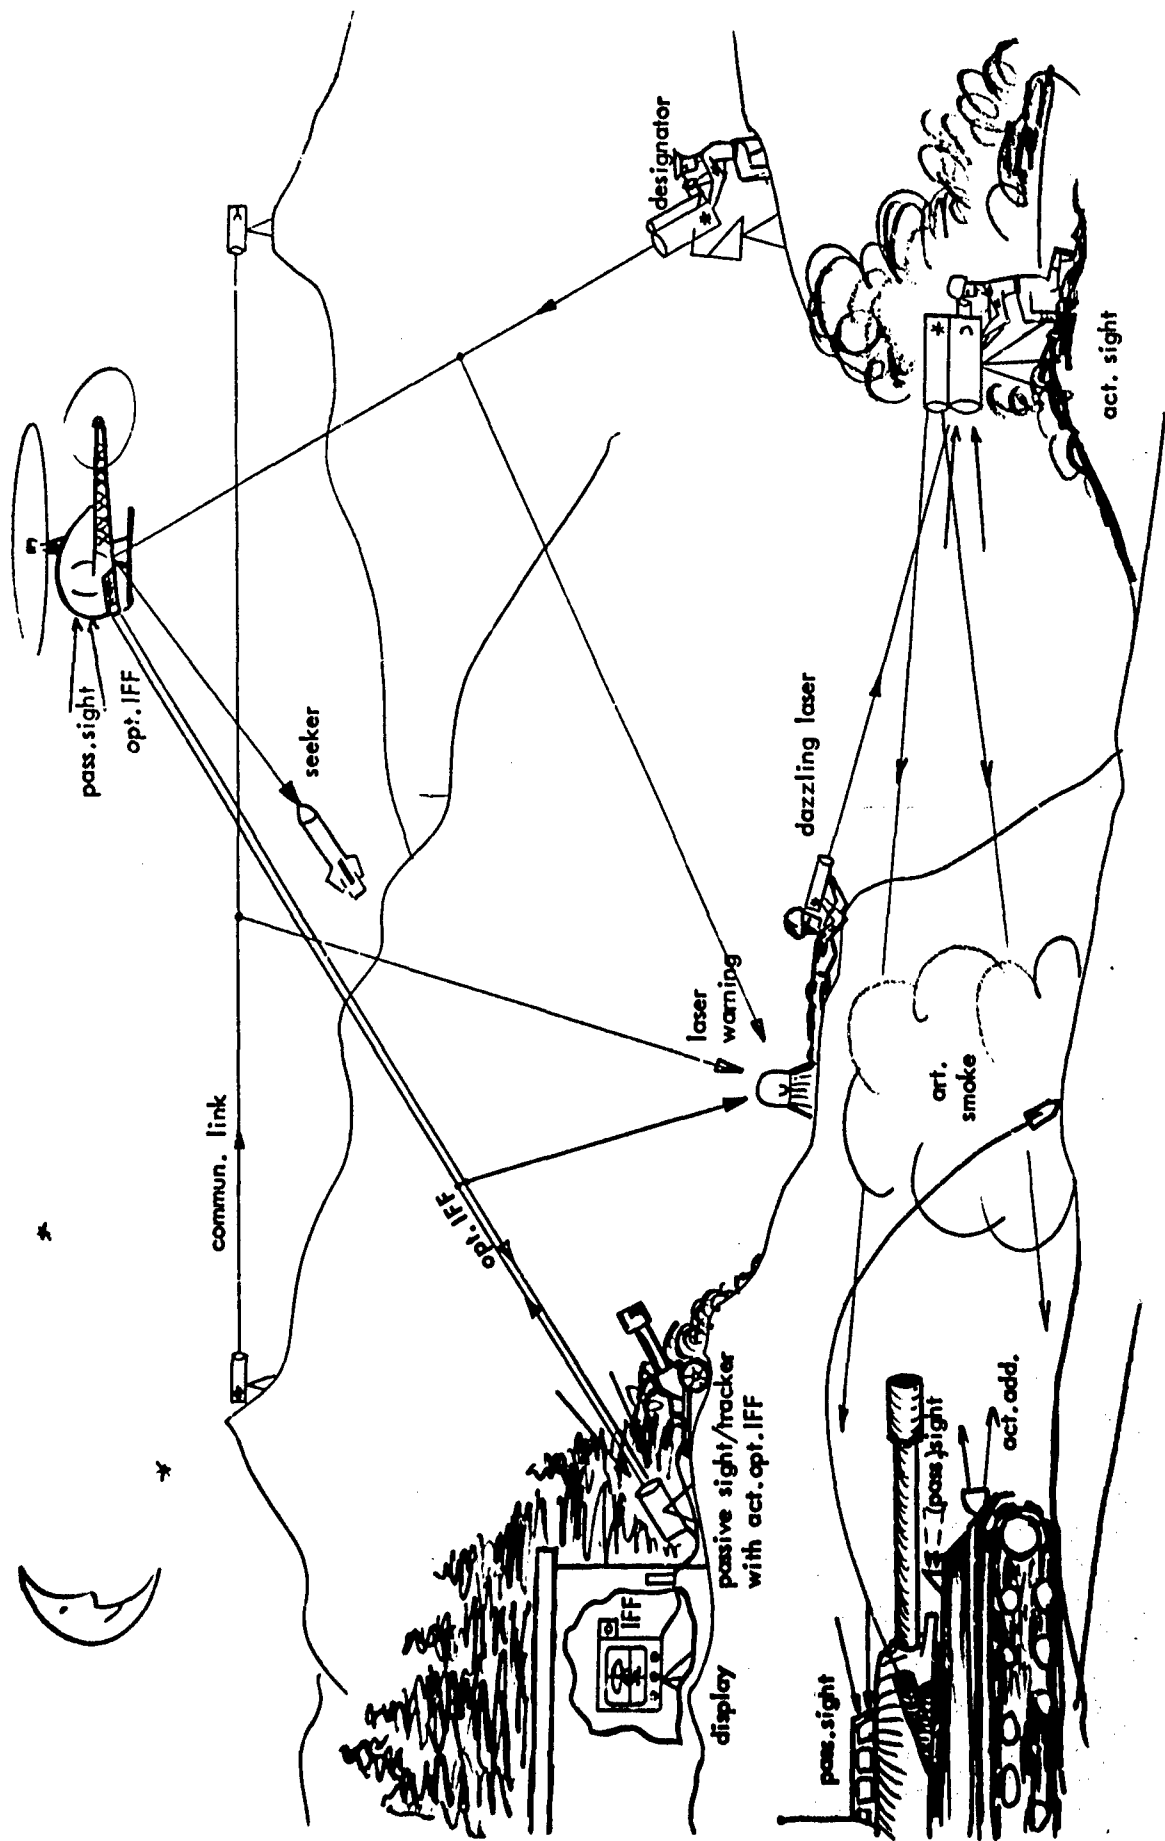 commun. link
pass.sight
opt.IFF
seeker
designator
opt.IFF
laser
warning
dazzling laser
passive sight/tracker
with act.opt.IFF
IFF
display
pass.sight
(pass.)sight
act.add.
art.
smoke
act. sight